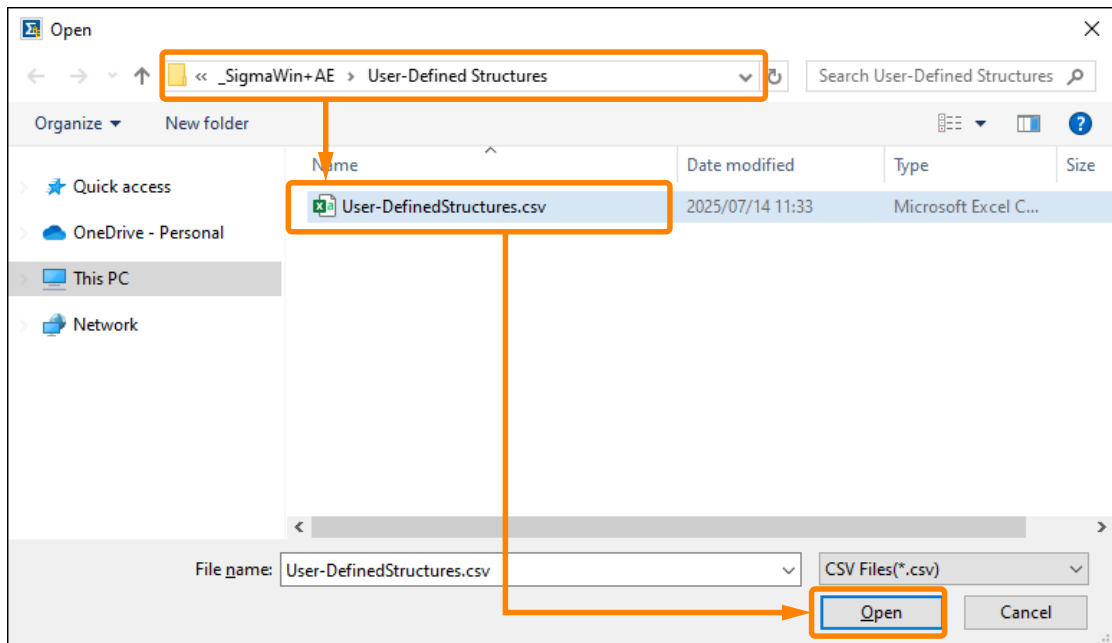 Open
« _SigmaWin+AE > User-Defined Structures
Search User-Defined Structures
Organize
New folder
Name
Date modified
Type
Size
Quick access
User-DefinedStructures.csv
2025/07/14 11:33
Microsoft Excel C...
OneDrive - Personal
This PC
Network
File name:
User-DefinedStructures.csv
CSV Files(*.csv)
Open
Cancel